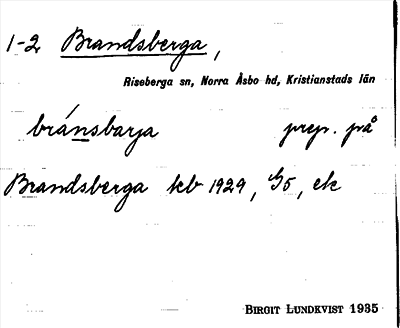 1-2 Brandsberga,
Riseberga sn, Norra Åsbo hd, Kristianstads län
bránsbarja prep. på
Brandsberga kb 1929, G5, ek
BIRGIT LUNDKVIST 1935